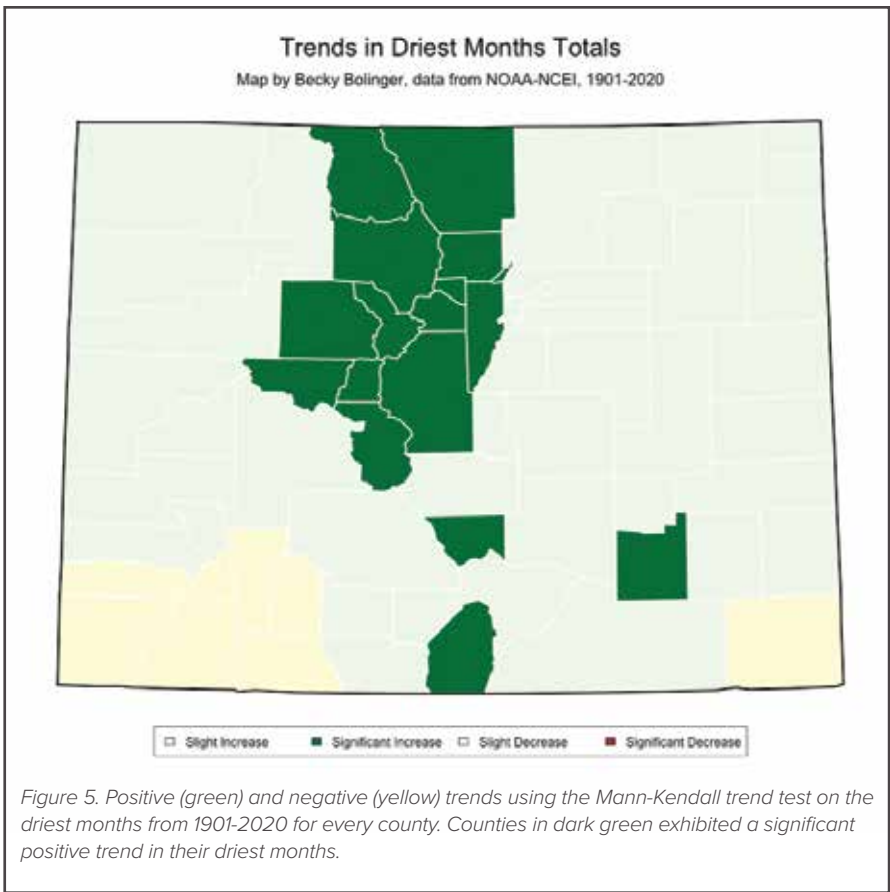 Trends in Driest Months Totals
Map by Becky Bolinger, data from NOAA-NCEI, 1901-2020
Slight Increase Significant Increase Slight Decrease Significant Decrease
Figure 5. Positive (green) and negative (yellow) trends using the Mann-Kendall trend test on the
driest months from 1901-2020 for every county. Counties in dark green exhibited a significant
positive trend in their driest months.